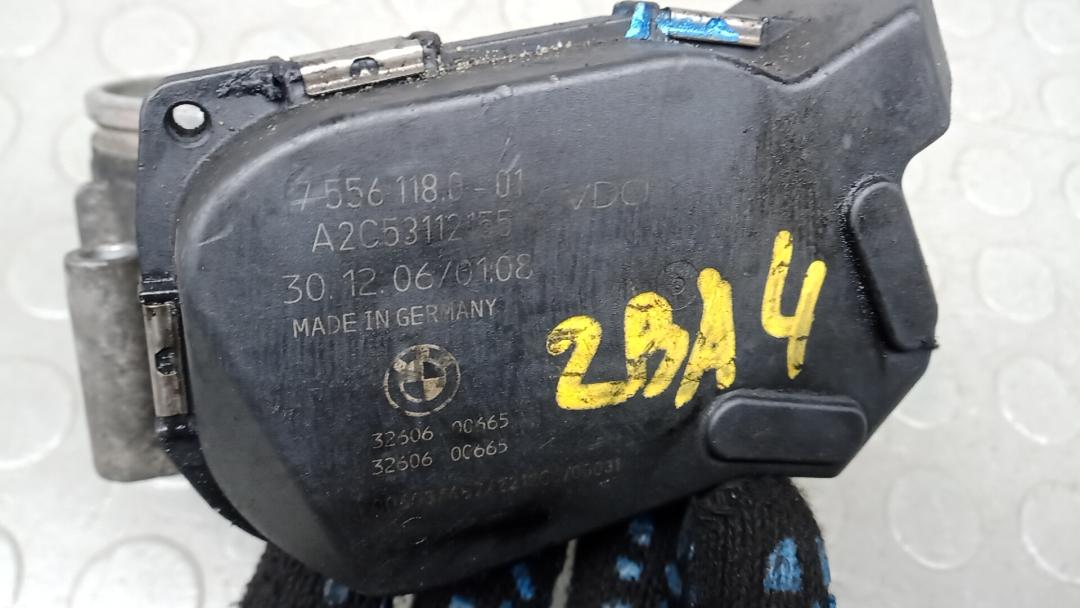 7 556 118.0-01 VDO
A2C53112155
30.12.06/01:08
MADE IN GERMANY
2BA4
32606 00665
32606 00665